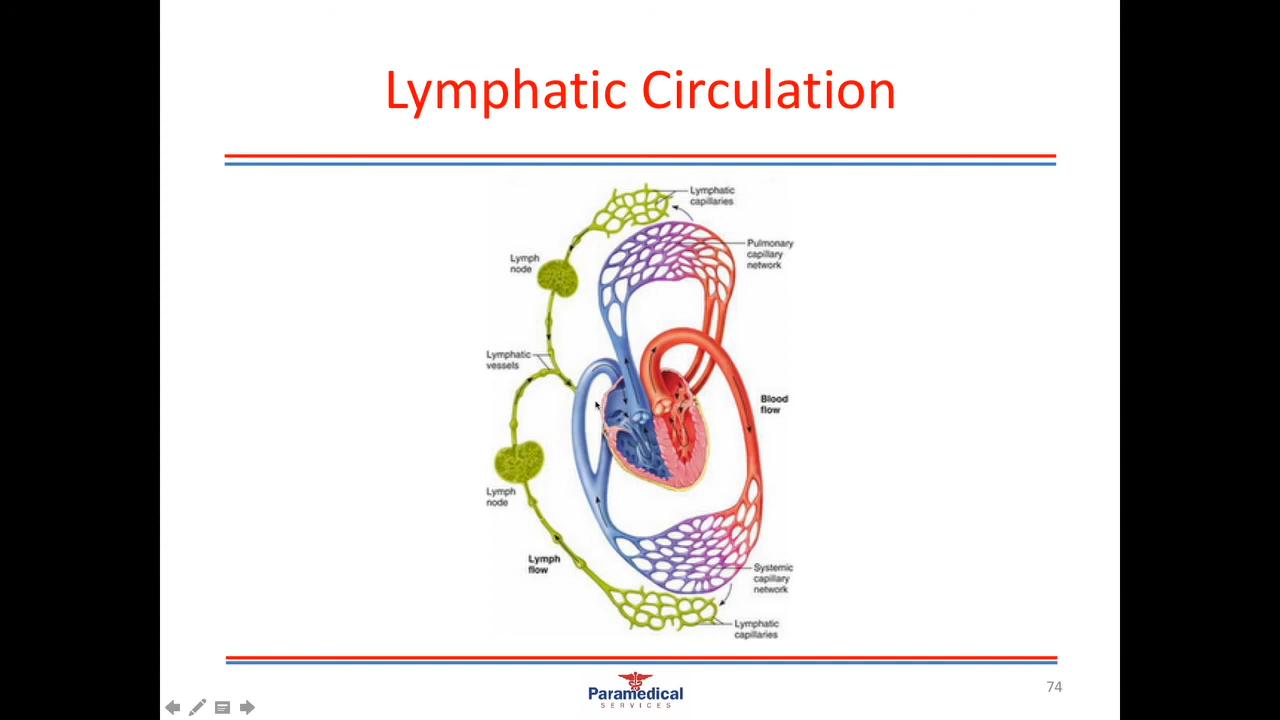 Lymphatic Circulation
Lymphatic
capillaries
Pulmonary
capillary
network
Lymph
node
Lymphatic
vessels
Blood
flow
Lymph
node
Lymph
flow
Systemic
capillary
network
Lymphatic
capillaries
Paramedical
SERVICES
74